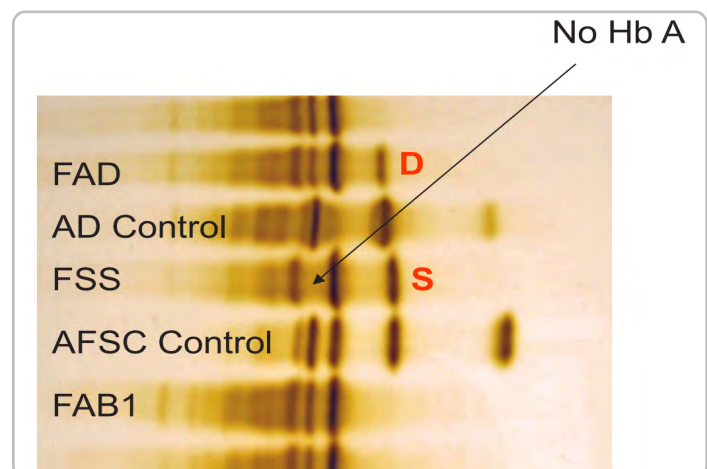 No Hb A
FAD
D
AD Control
FSS
S
AFSC Control
FAB1